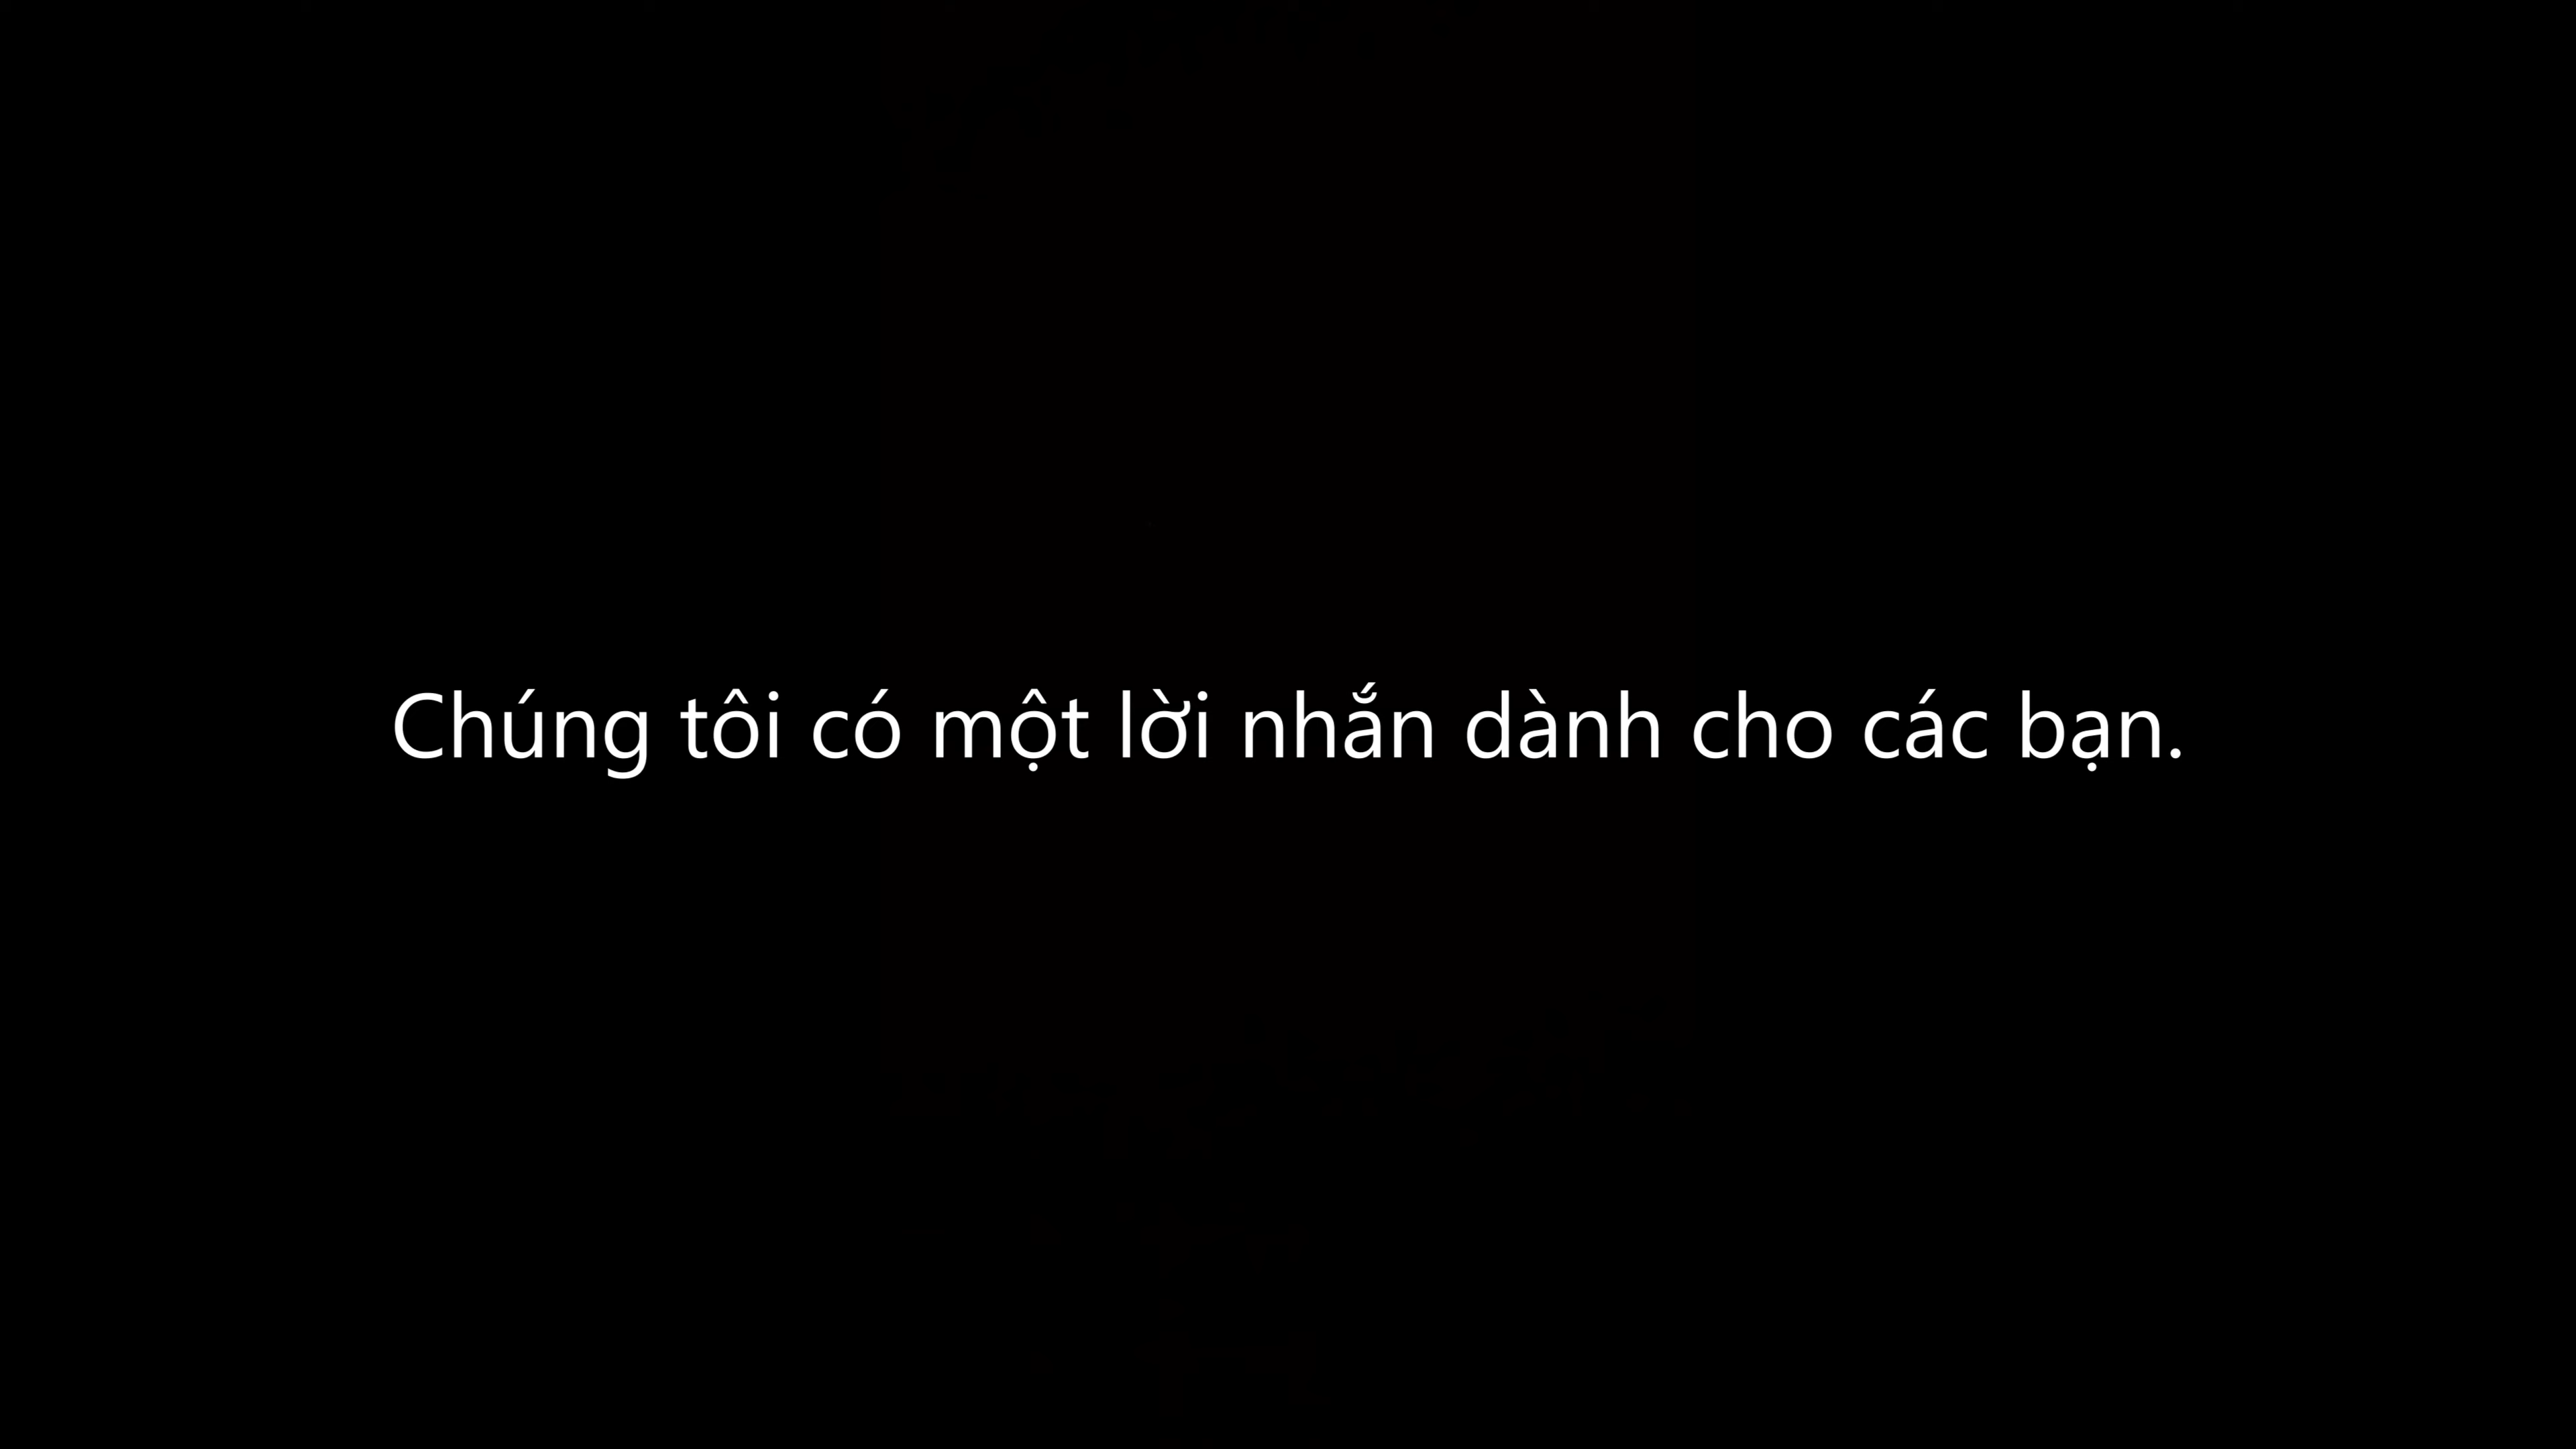 Chúng tôi có một lời nhắn dành cho các bạn.